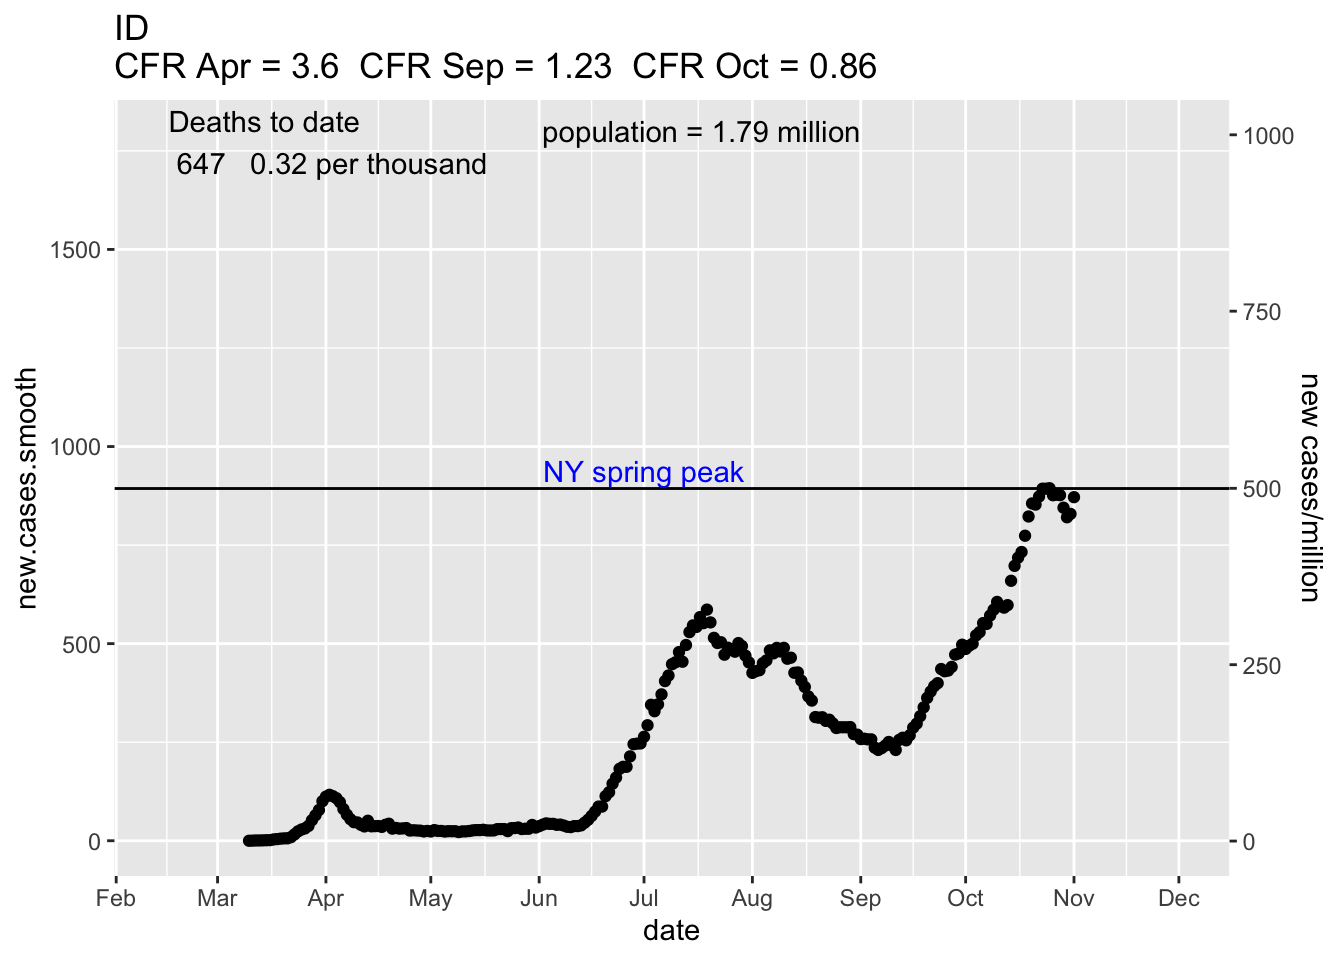 ID
CFR Apr = 3.6  CFR Sep = 1.23  CFR Oct = 0.86
Deaths to date
647   0.32 per thousand
population = 1.79 million
NY spring peak
new.cases.smooth
1500
1000
500
0
1000
750
500
250
0
new cases/million
Feb Mar Apr May Jun Jul Aug Sep Oct Nov Dec
date